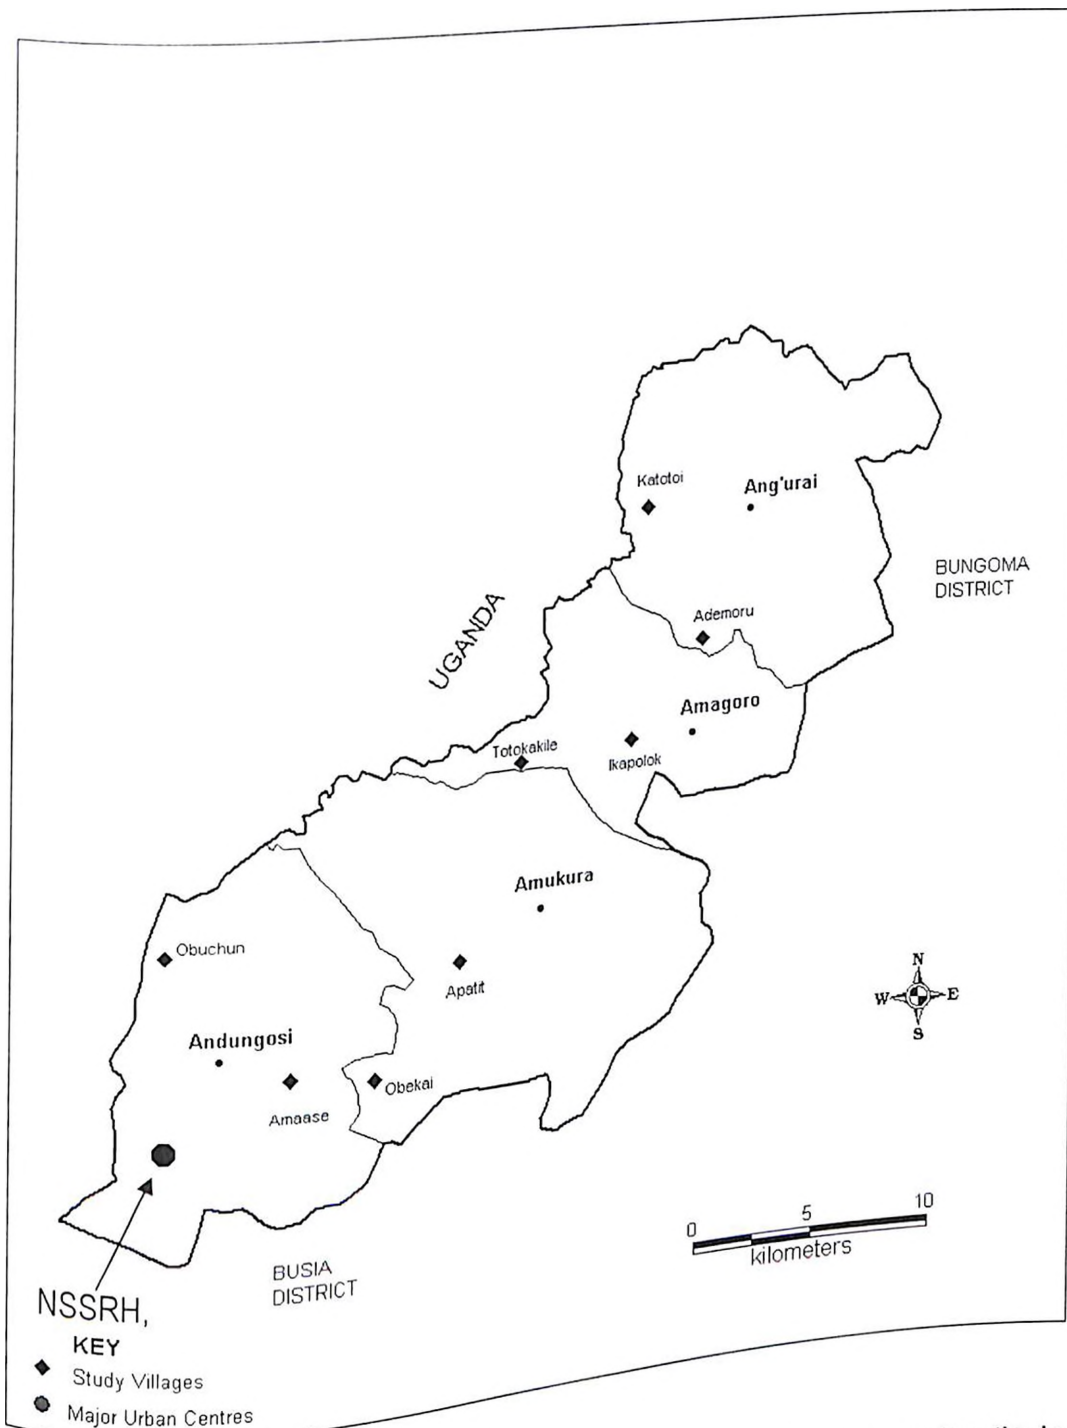 Katotoi
Ang'urai
BUNGOMA
DISTRICT
UGANDA
Ademoru
Amagoro
Totokakile
Ikapolok
Amukura
Obuchun
Apatit
N
W E
S
Andungosi
Obekai
Amaase
0 5 10
kilometers
BUSIA
DISTRICT
NSSRH,
KEY
Study Villages
Major Urban Centres